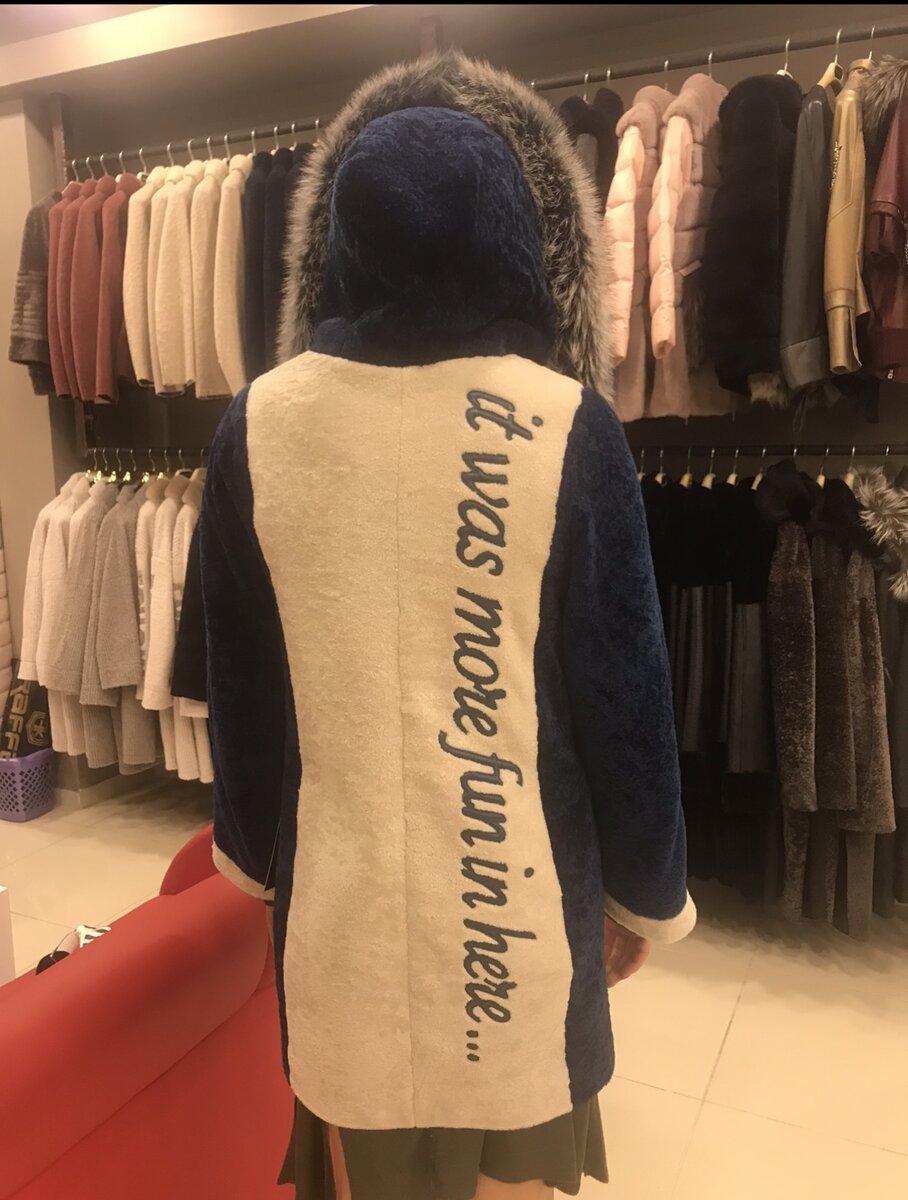 it was more fun in here...